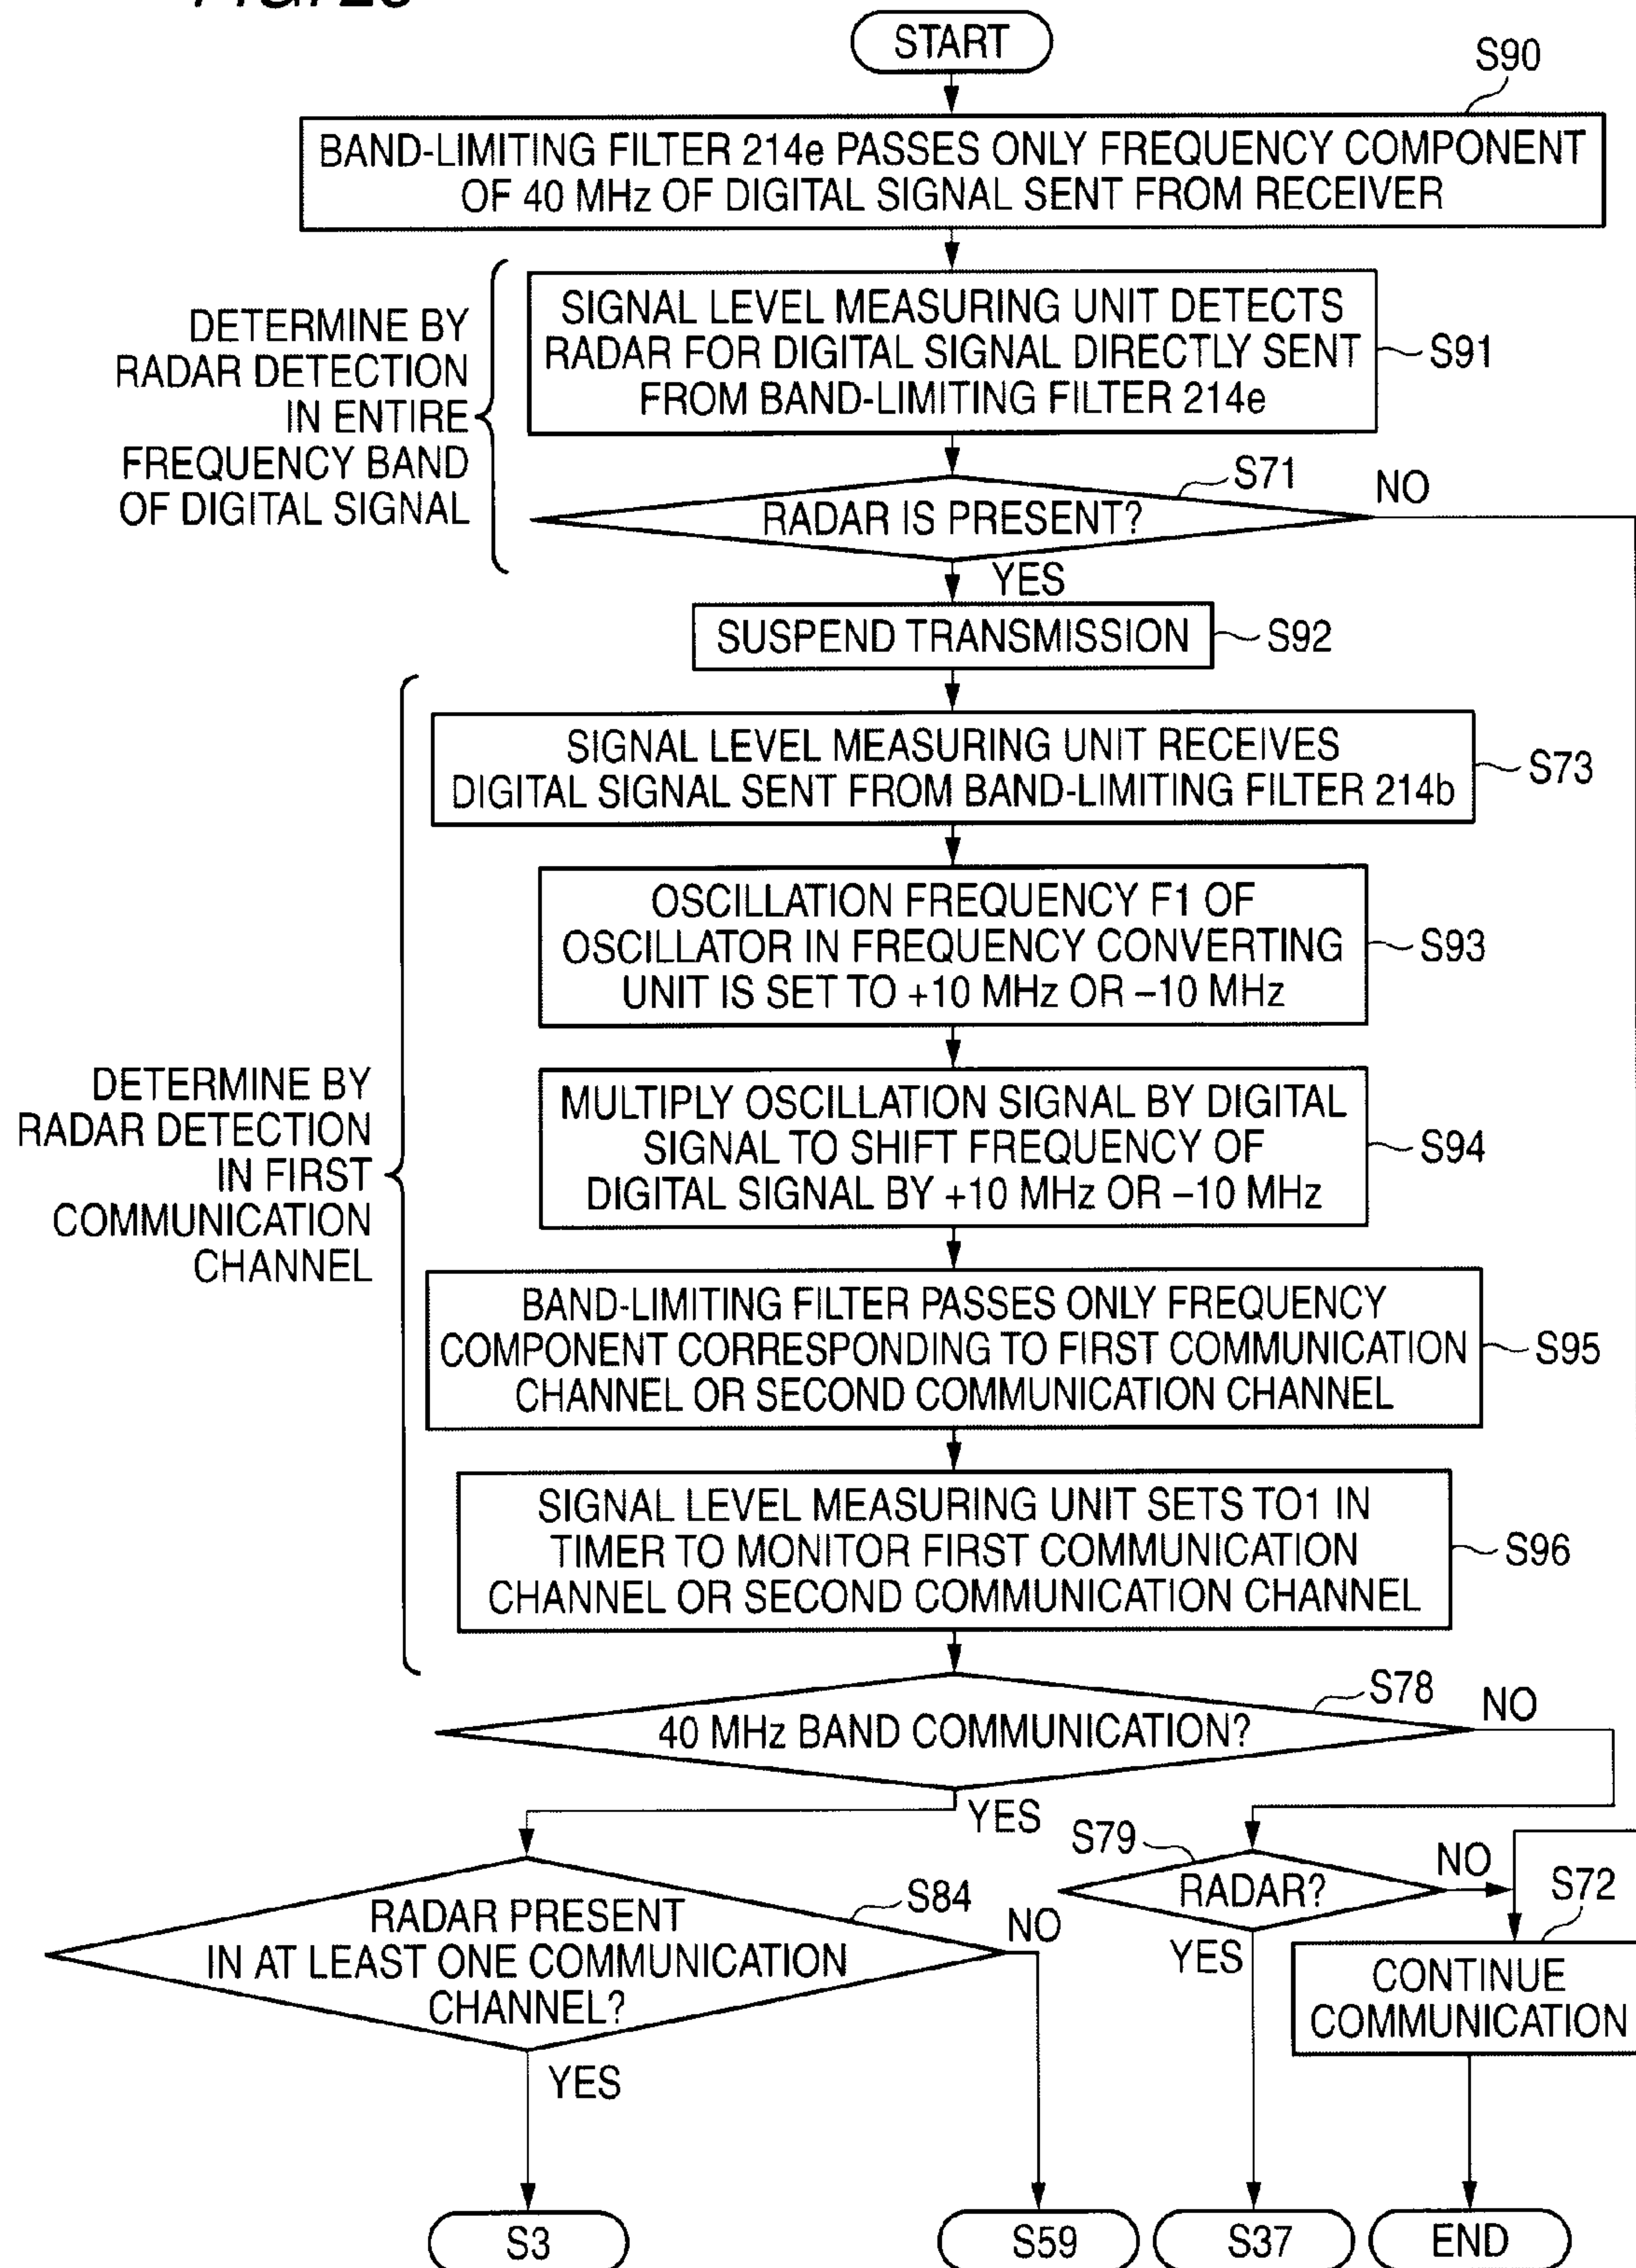 START
S90
BAND-LIMITING FILTER 214e PASSES ONLY FREQUENCY COMPONENT
OF 40 MHz OF DIGITAL SIGNAL SENT FROM RECEIVER
DETERMINE BY
RADAR DETECTION
IN ENTIRE
FREQUENCY BAND
OF DIGITAL SIGNAL
SIGNAL LEVEL MEASURING UNIT DETECTS
RADAR FOR DIGITAL SIGNAL DIRECTLY SENT
FROM BAND-LIMITING FILTER 214e
S91
S71
NO
RADAR IS PRESENT?
YES
SUSPEND TRANSMISSION
S92
DETERMINE BY
RADAR DETECTION
IN FIRST
COMMUNICATION
CHANNEL
SIGNAL LEVEL MEASURING UNIT RECEIVES
DIGITAL SIGNAL SENT FROM BAND-LIMITING FILTER 214b
S73
OSCILLATION FREQUENCY F1 OF
OSCILLATOR IN FREQUENCY CONVERTING
UNIT IS SET TO +10 MHz OR −10 MHz
S93
MULTIPLY OSCILLATION SIGNAL BY DIGITAL
SIGNAL TO SHIFT FREQUENCY OF
DIGITAL SIGNAL BY +10 MHz OR −10 MHz
S94
BAND-LIMITING FILTER PASSES ONLY FREQUENCY
COMPONENT CORRESPONDING TO FIRST COMMUNICATION
CHANNEL OR SECOND COMMUNICATION CHANNEL
S95
SIGNAL LEVEL MEASURING UNIT SETS TO1 IN
TIMER TO MONITOR FIRST COMMUNICATION
CHANNEL OR SECOND COMMUNICATION CHANNEL
S96
S78
NO
40 MHz BAND COMMUNICATION?
YES
S79
RADAR?
NO
YES
S72
CONTINUE
COMMUNICATION
S84
RADAR PRESENT
IN AT LEAST ONE COMMUNICATION
CHANNEL?
NO
YES
S3
S59
S37
END